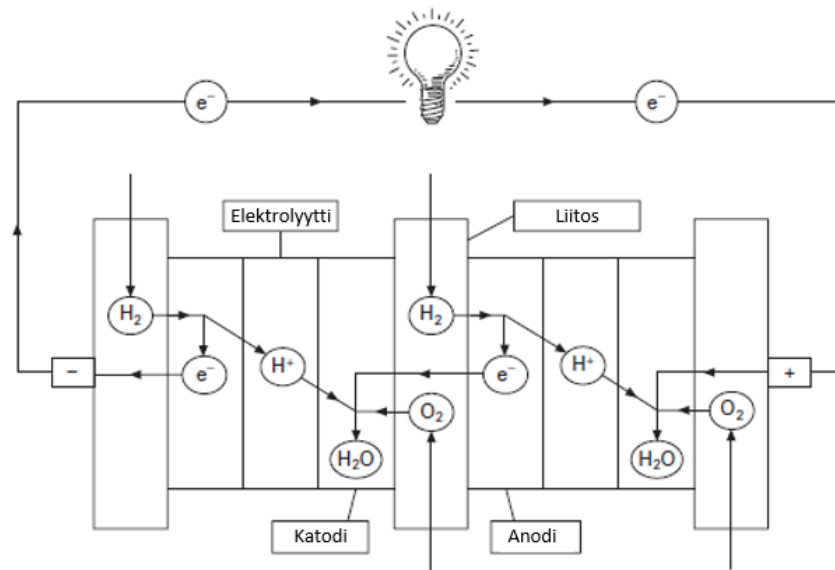 e⁻
e⁻
Elektrolyytti
Liitos
H₂
H₂
H⁺
H⁺
−
e⁻
e⁻
+
O₂
O₂
H₂O
H₂O
Katodi
Anodi